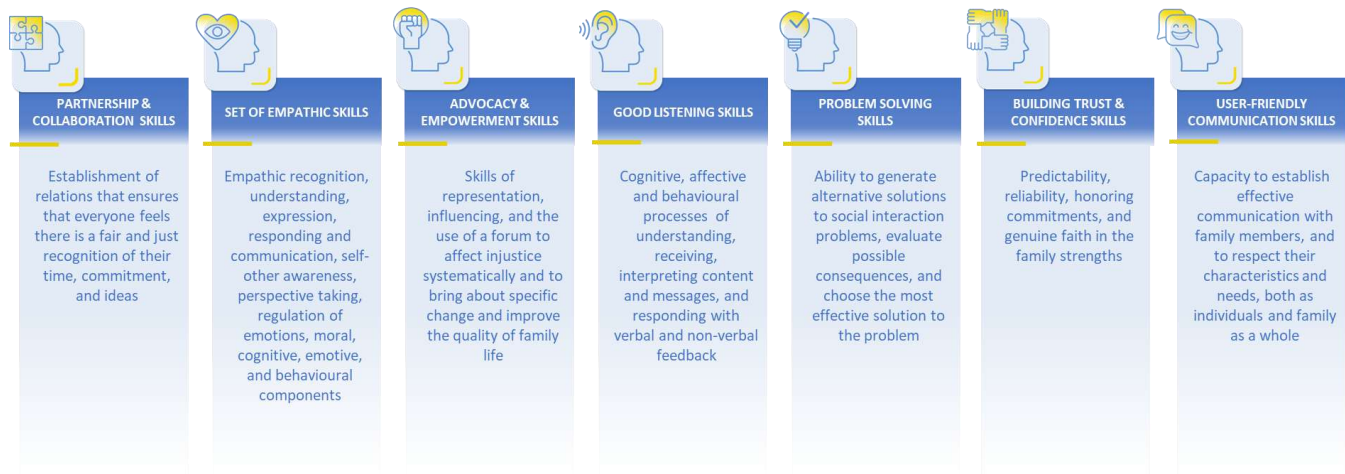 PARTNERSHIP &
COLLABORATION SKILLS
Establishment of
relations that ensures
that everyone feels
there is a fair and just
recognition of their
time, commitment,
and ideas
SET OF EMPATHIC SKILLS
Empathic recognition,
understanding,
expression,
responding and
communication, self-
other awareness,
perspective taking,
regulation of
emotions, moral,
cognitive, emotive,
and behavioural
components
ADVOCACY &
EMPOWERMENT SKILLS
Skills of
representation,
influencing, and the
use of a forum to
affect injustice
systematically and to
bring about specific
change and improve
the quality of family
life
GOOD LISTENING SKILLS
Cognitive, affective
and behavioural
processes of
understanding,
receiving,
interpreting content
and messages, and
responding with
verbal and non-verbal
feedback
PROBLEM SOLVING
SKILLS
Ability to generate
alternative solutions
to social interaction
problems, evaluate
possible
consequences, and
choose the most
effective solution to
the problem
BUILDING TRUST &
CONFIDENCE SKILLS
Predictability,
reliability, honoring
commitments, and
genuine faith in the
family strengths
USER-FRIENDLY
COMMUNICATION SKILLS
Capacity to establish
effective
communication with
family members, and
to respect their
characteristics and
needs, both as
individuals and family
as a whole